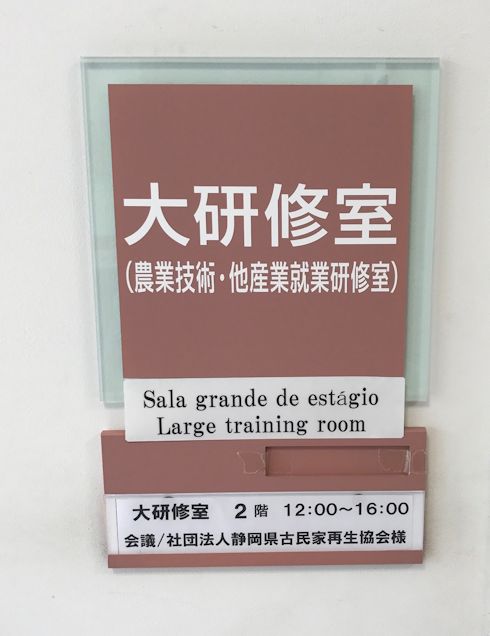 大研修室
(農業技術・他産業就業研修室)
Sala grande de estágio
Large training room
大研修室　2階　12:00～16:00
会議/社団法人静岡県古民家再生協会様